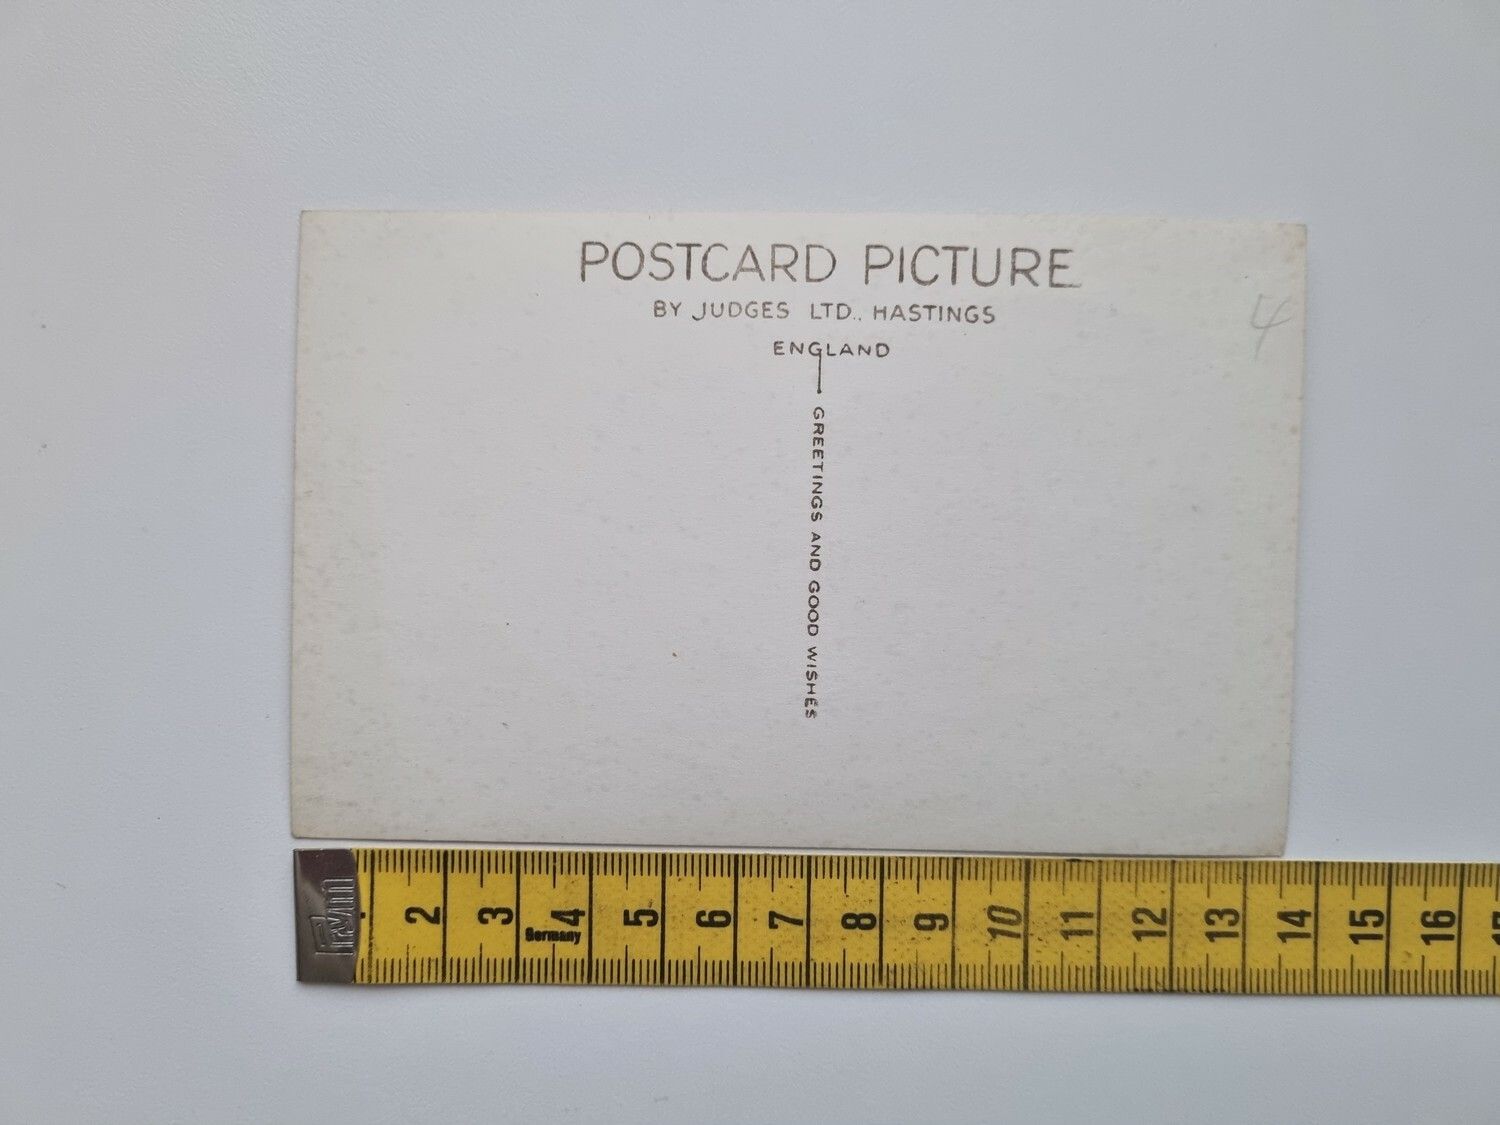 POSTCARD PICTURE
BY JUDGES LTD., HASTINGS
ENGLAND
GREETINGS AND GOOD WISHES
4
2 3 4 5 6 7 8 9 10 11 12 13 14 15 16
Germany